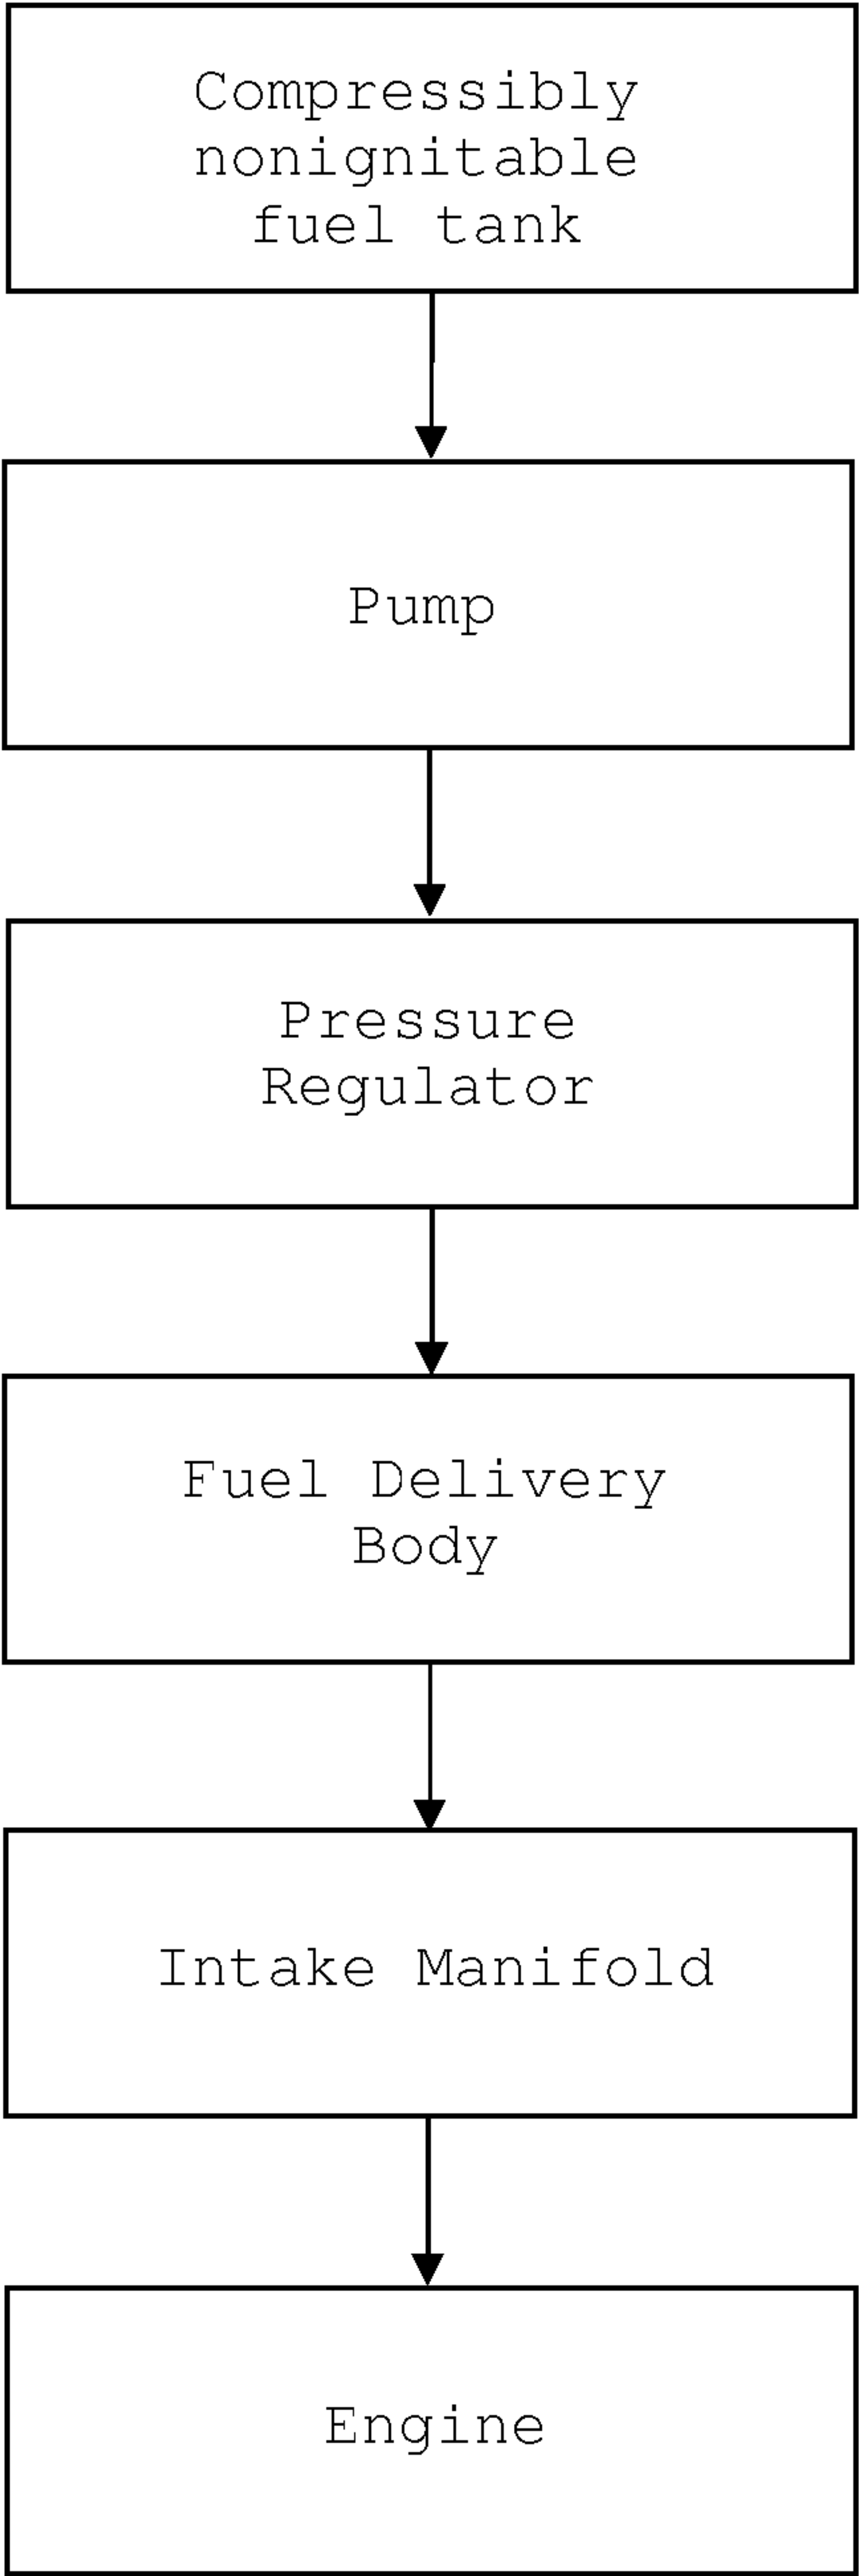 Compressibly
nonignitable
fuel tank
Pump
Pressure
Regulator
Fuel Delivery
Body
Intake Manifold
Engine